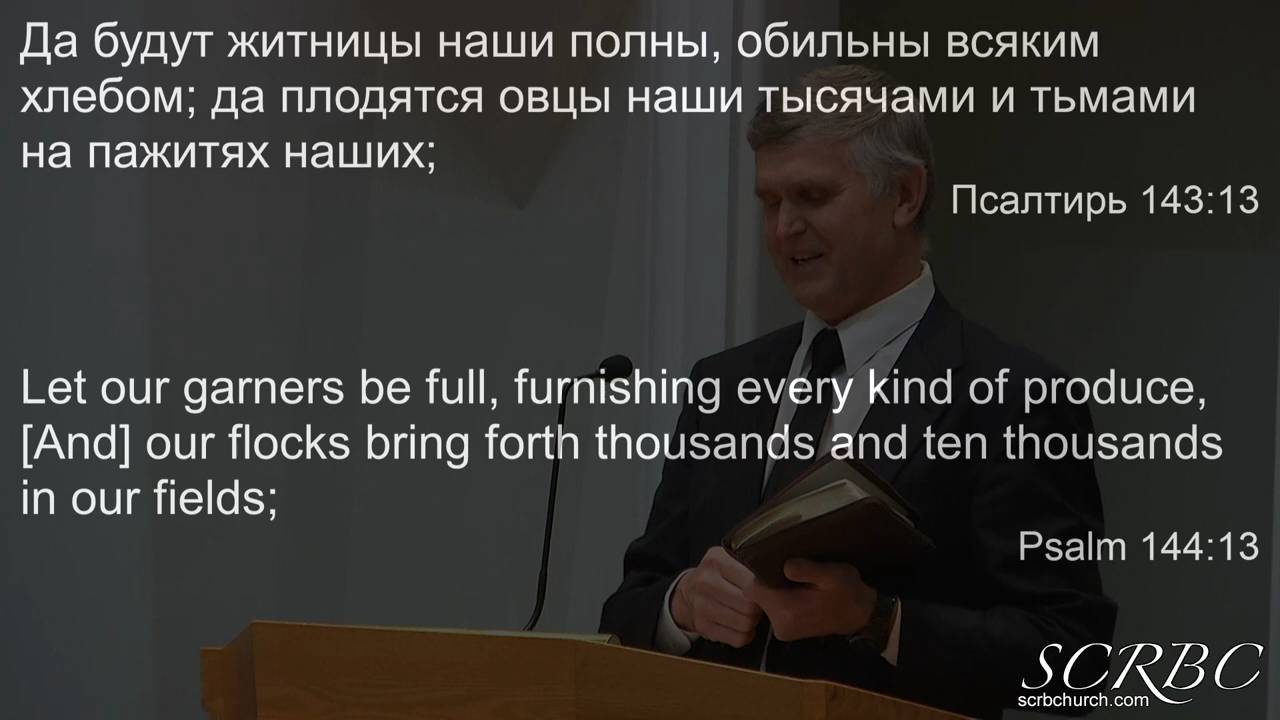 Да будут житницы наши полны, обильны всяким
хлебом; да плодятся овцы наши тысячами и тьмами
на пажитях наших;
Псалтирь 143:13
Let our garners be full, furnishing every kind of produce,
[And] our flocks bring forth thousands and ten thousands
in our fields;
Psalm 144:13
SCRBC
scrbchurch.com